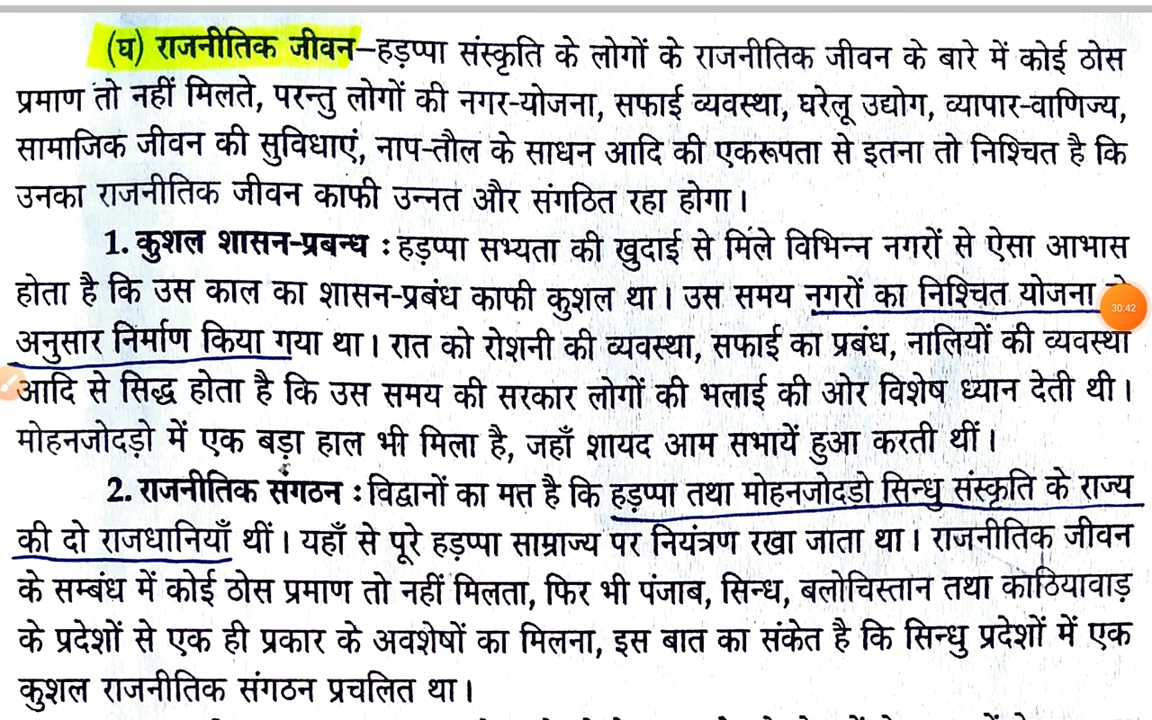 (घ) राजनीतिक जीवन–हड़प्पा संस्कृति के लोगों के राजनीतिक जीवन के बारे में कोई ठोस
प्रमाण तो नहीं मिलते, परन्तु लोगों की नगर-योजना, सफाई व्यवस्था, घरेलू उद्योग, व्यापार-वाणिज्य,
सामाजिक जीवन की सुविधाएं, नाप-तौल के साधन आदि की एकरूपता से इतना तो निश्चित है कि
उनका राजनीतिक जीवन काफी उन्नत और संगठित रहा होगा।
1. कुशल शासन-प्रबन्ध : हड़प्पा सभ्यता की खुदाई से मिले विभिन्न नगरों से ऐसा आभास
होता है कि उस काल का शासन-प्रबंध काफी कुशल था। उस समय नगरों का निश्चित योजना
30:42
अनुसार निर्माण किया गया था। रात को रोशनी की व्यवस्था, सफाई का प्रबंध, नालियों की व्यवस्था
आदि से सिद्ध होता है कि उस समय की सरकार लोगों की भलाई की ओर विशेष ध्यान देती थी।
मोहनजोदड़ो में एक बड़ा हाल भी मिला है, जहाँ शायद आम सभायें हुआ करती थीं।
2. राजनीतिक संगठन : विद्वानों का मत्त है कि हड़प्पा तथा मोहनजोदड़ो सिन्धु संस्कृति के राज्य
की दो राजधानियाँ थीं। यहाँ से पूरे हड़प्पा साम्राज्य पर नियंत्रण रखा जाता था। राजनीतिक जीवन
के सम्बंध में कोई ठोस प्रमाण तो नहीं मिलता, फिर भी पंजाब, सिन्ध, बलोचिस्तान तथा काठियावाड़
के प्रदेशों से एक ही प्रकार के अवशेषों का मिलना, इस बात का संकेत है कि सिन्धु प्रदेशों में एक
कुशल राजनीतिक संगठन प्रचलित था।